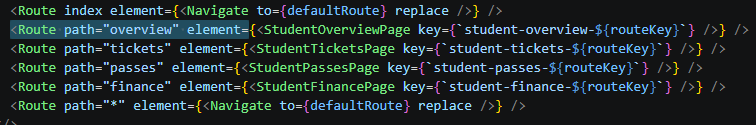 <Route index element={<Navigate to={defaultRoute} replace />} />
<Route path="overview" element={<StudentOverviewPage key={`student-overview-${routeKey}`} />} />
<Route path="tickets" element={<StudentTicketsPage key={`student-tickets-${routeKey}`} />} />
<Route path="passes" element={<StudentPassesPage key={`student-passes-${routeKey}`} />} />
<Route path="finance" element={<StudentFinancePage key={`student-finance-${routeKey}`} />} />
<Route path="*" element={<Navigate to={defaultRoute} replace />} />
/>